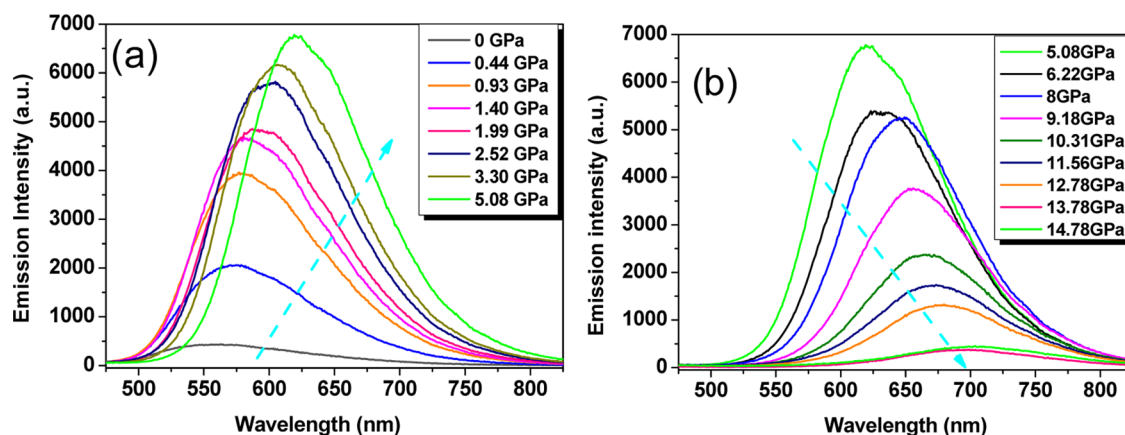 (a)
7000
6000
5000
4000
3000
2000
1000
0
Emission Intensity (a.u.)
500 550 600 650 700 750 800
Wavelength (nm)
0 GPa
0.44 GPa
0.93 GPa
1.40 GPa
1.99 GPa
2.52 GPa
3.30 GPa
5.08 GPa
(b)
7000
6000
5000
4000
3000
2000
1000
0
Emission intensity (a.u.)
500 550 600 650 700 750 800
Wavelength (nm)
5.08GPa
6.22GPa
8GPa
9.18GPa
10.31GPa
11.56GPa
12.78GPa
13.78GPa
14.78GPa